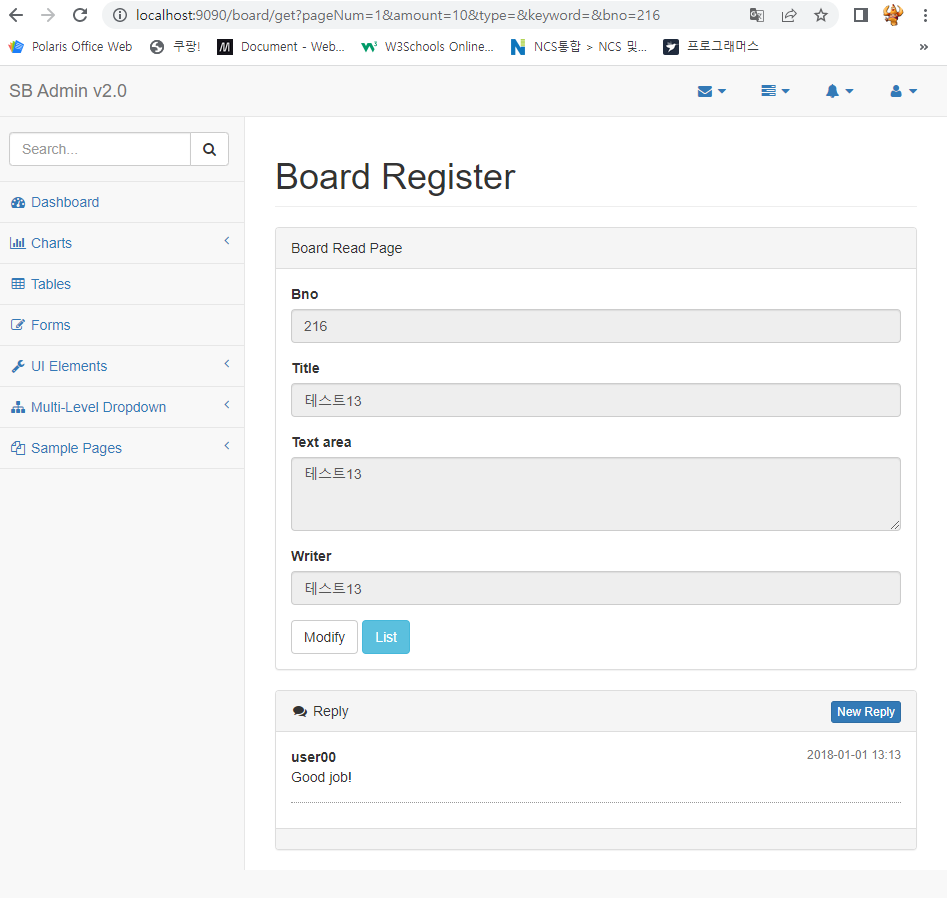 localhost:9090/board/get?pageNum=1&amount=10&type=&keyword=&bno=216
Polaris Office Web 쿠팡! Document - Web... W3Schools Online... NCS통합 > NCS 및... 프로그래머스 »
SB Admin v2.0
Search...
Dashboard
Charts
Tables
Forms
UI Elements
Multi-Level Dropdown
Sample Pages
Board Register
Board Read Page
Bno
216
Title
테스트13
Text area
테스트13
Writer
테스트13
Modify List
Reply New Reply
user00 2018-01-01 13:13
Good job!